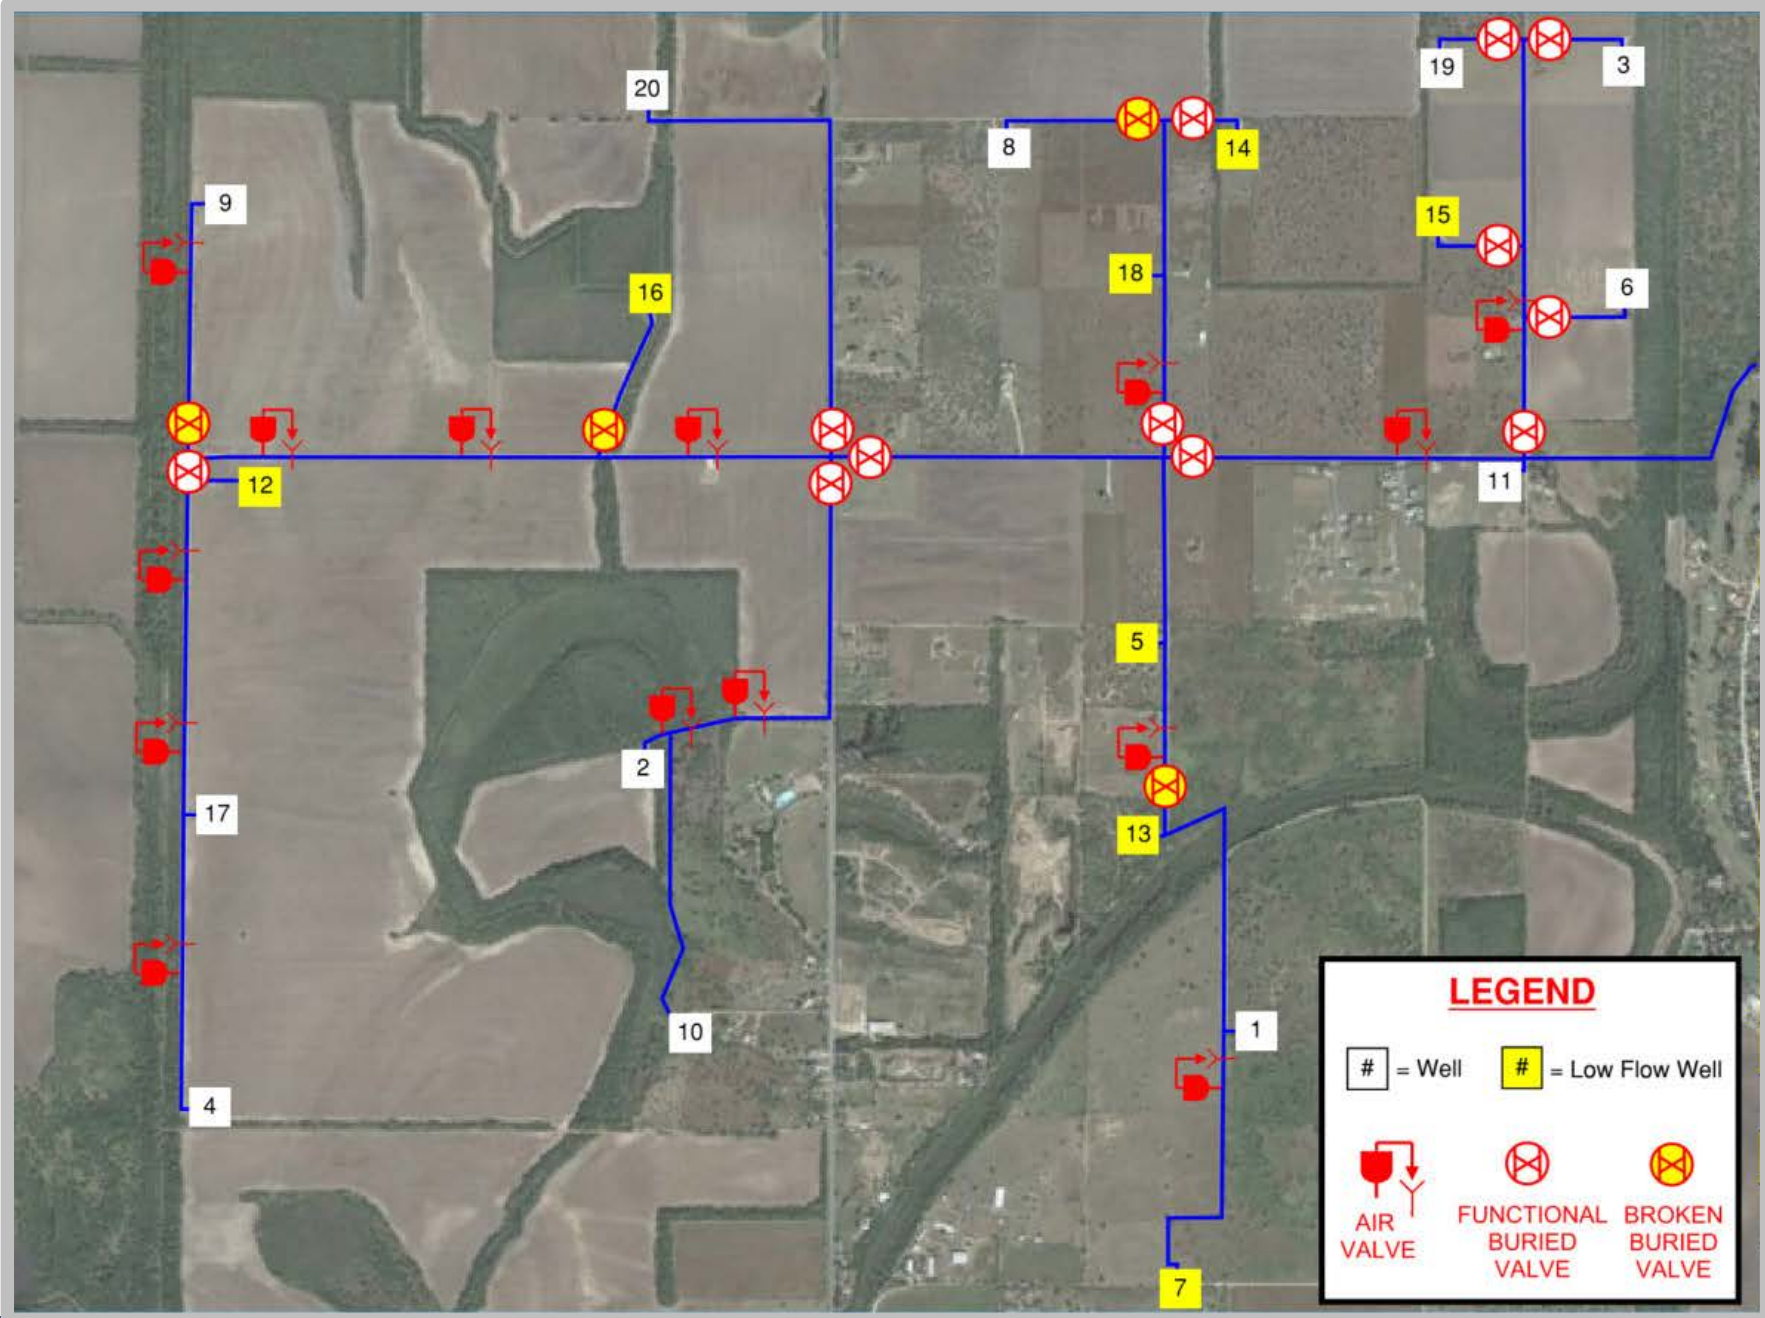 19
3
20
8
14
9
15
16
18
6
12
11
5
2
17
13
10
1
4
7
LEGEND
# = Well
# = Low Flow Well
AIR
VALVE
FUNCTIONAL
BURIED
VALVE
BROKEN
BURIED
VALVE